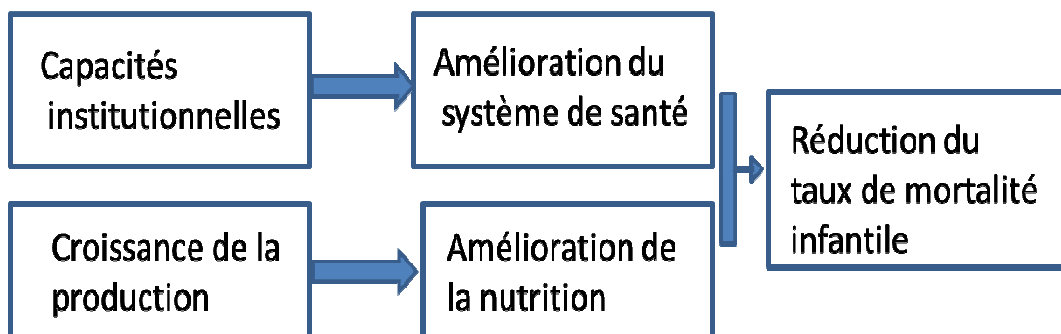 Capacités
institutionnelles
Amélioration du
système de santé
Croissance de la
production
Amélioration de
la nutrition
Réduction du
taux de mortalité
infantile